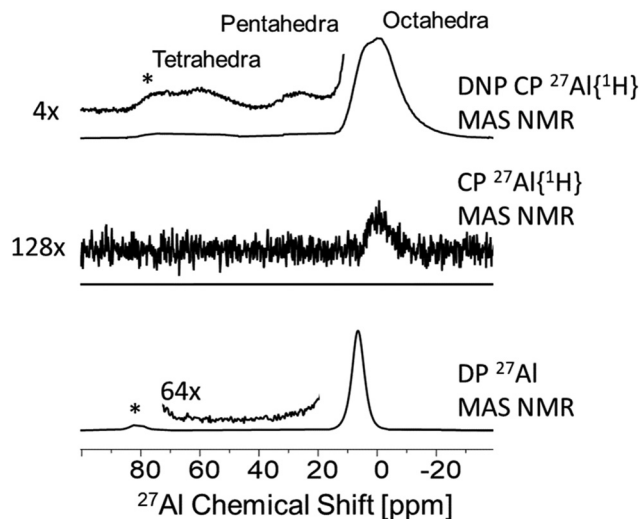 Pentahedra Octahedra
* Tetrahedra
4x
DNP CP ²⁷Al{¹H}
MAS NMR
CP ²⁷Al{¹H}
MAS NMR
128x
64x
*
DP ²⁷Al
MAS NMR
80 60 40 20 0 -20
²⁷Al Chemical Shift [ppm]